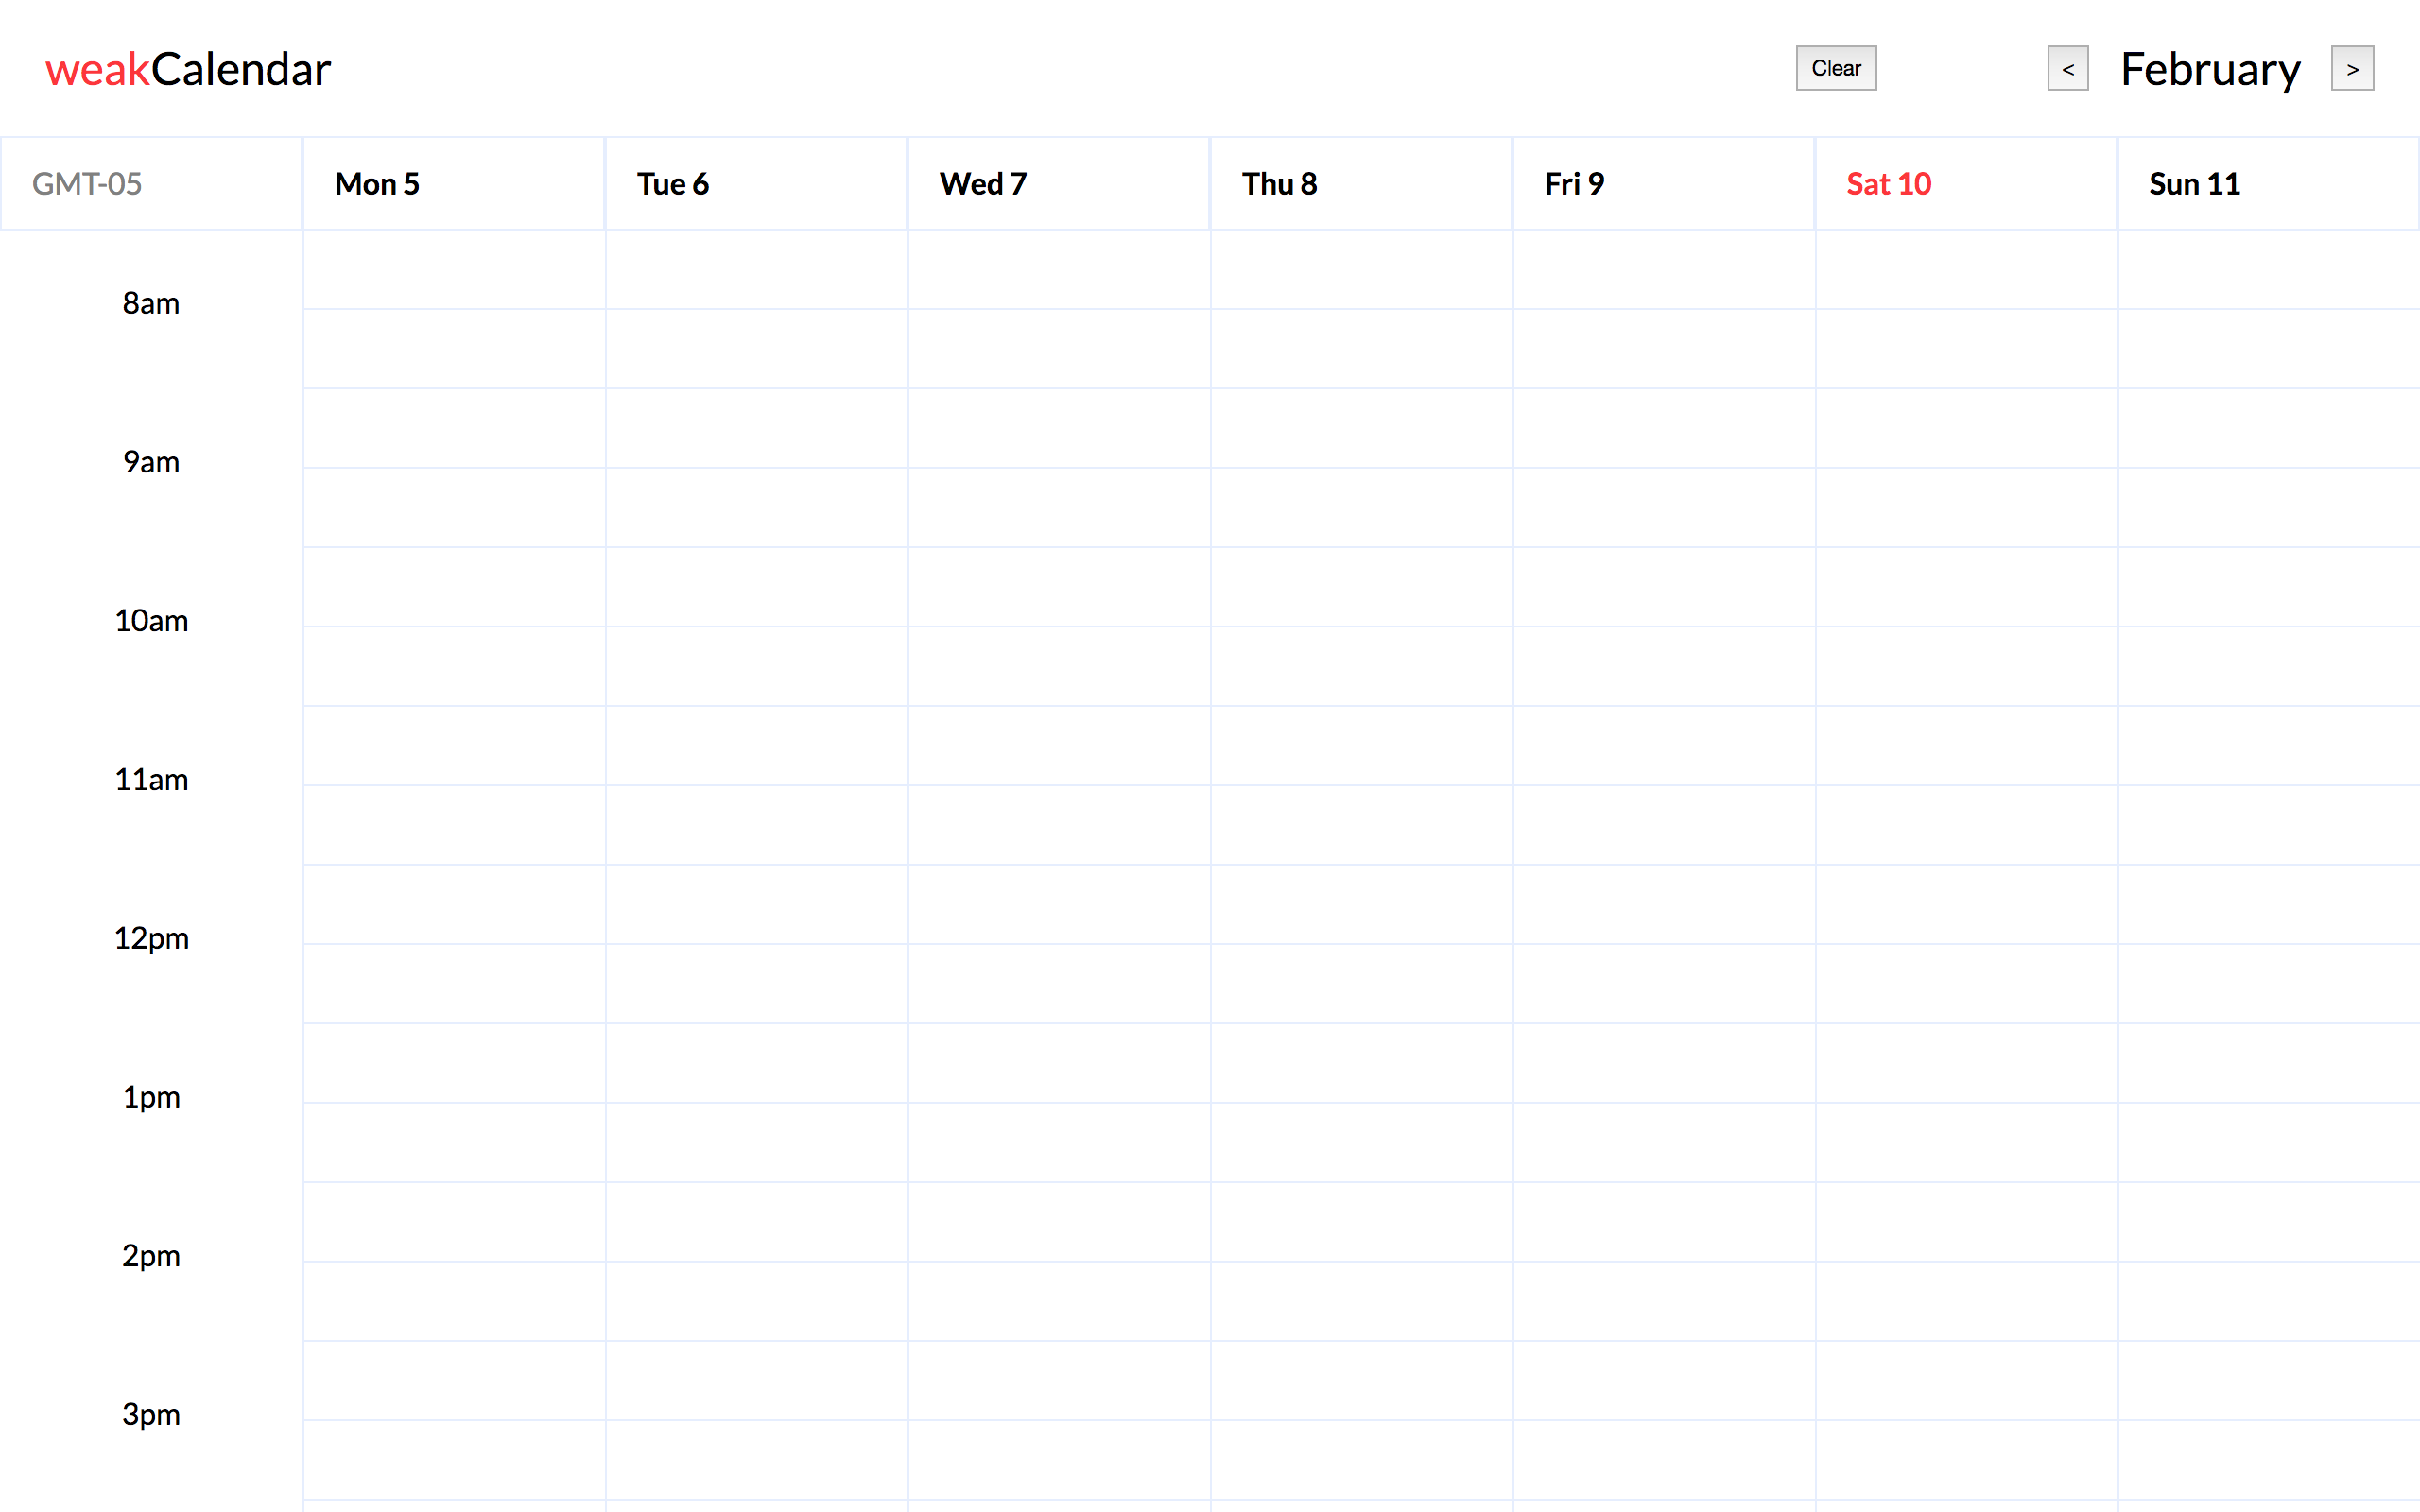 weakCalendar Clear < February >
GMT-05 Mon 5 Tue 6 Wed 7 Thu 8 Fri 9 Sat 10 Sun 11
8am
9am
10am
11am
12pm
1pm
2pm
3pm